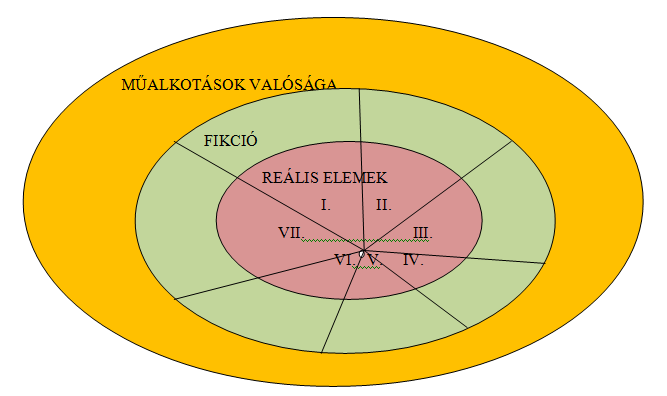 MŰALKOTÁSOK VALÓSÁGA
FIKCIÓ
REÁLIS ELEMEK
I. II.
VII. III.
VI. V. IV.